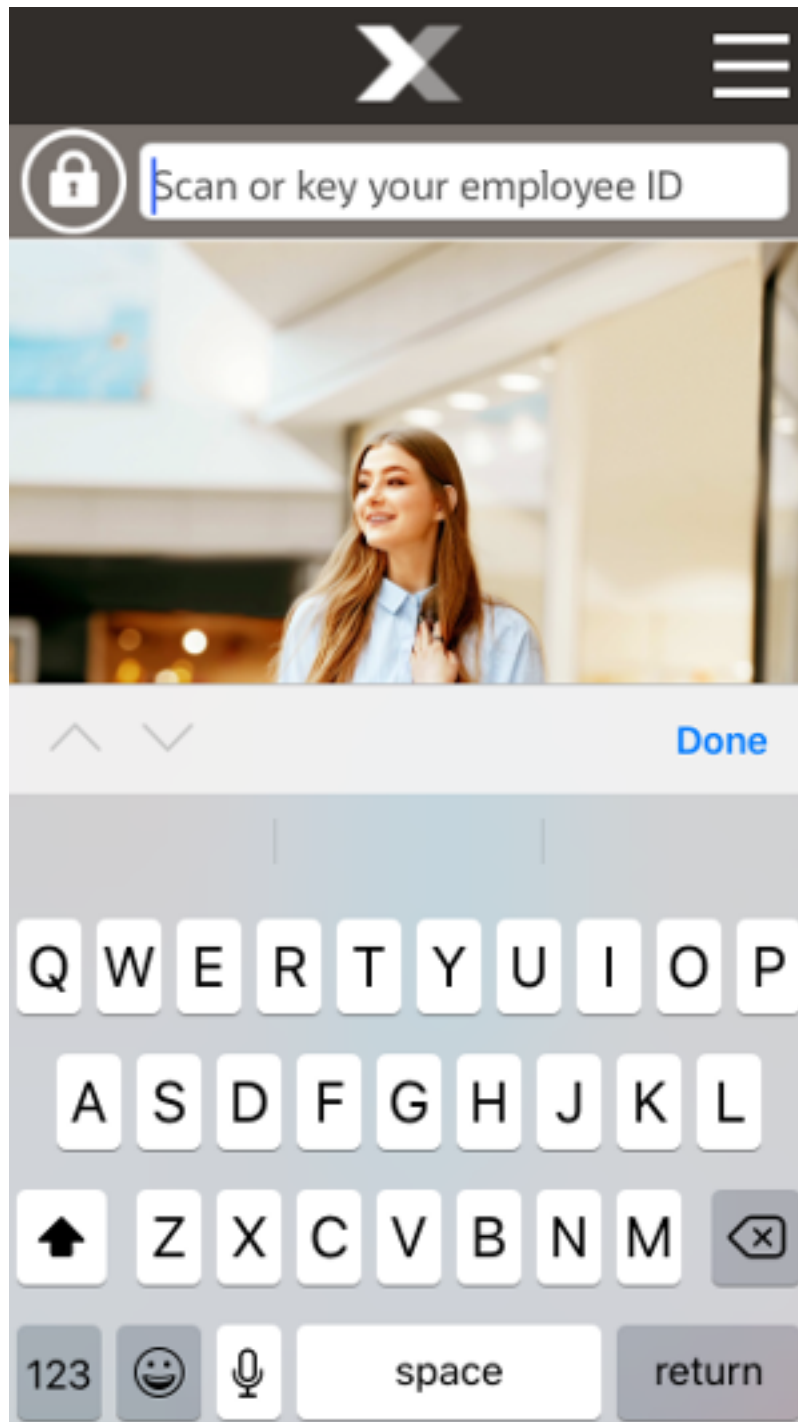 Scan or key your employee ID
Done
Q W E R T Y U I O P
A S D F G H J K L
Z X C V B N M
123 space return